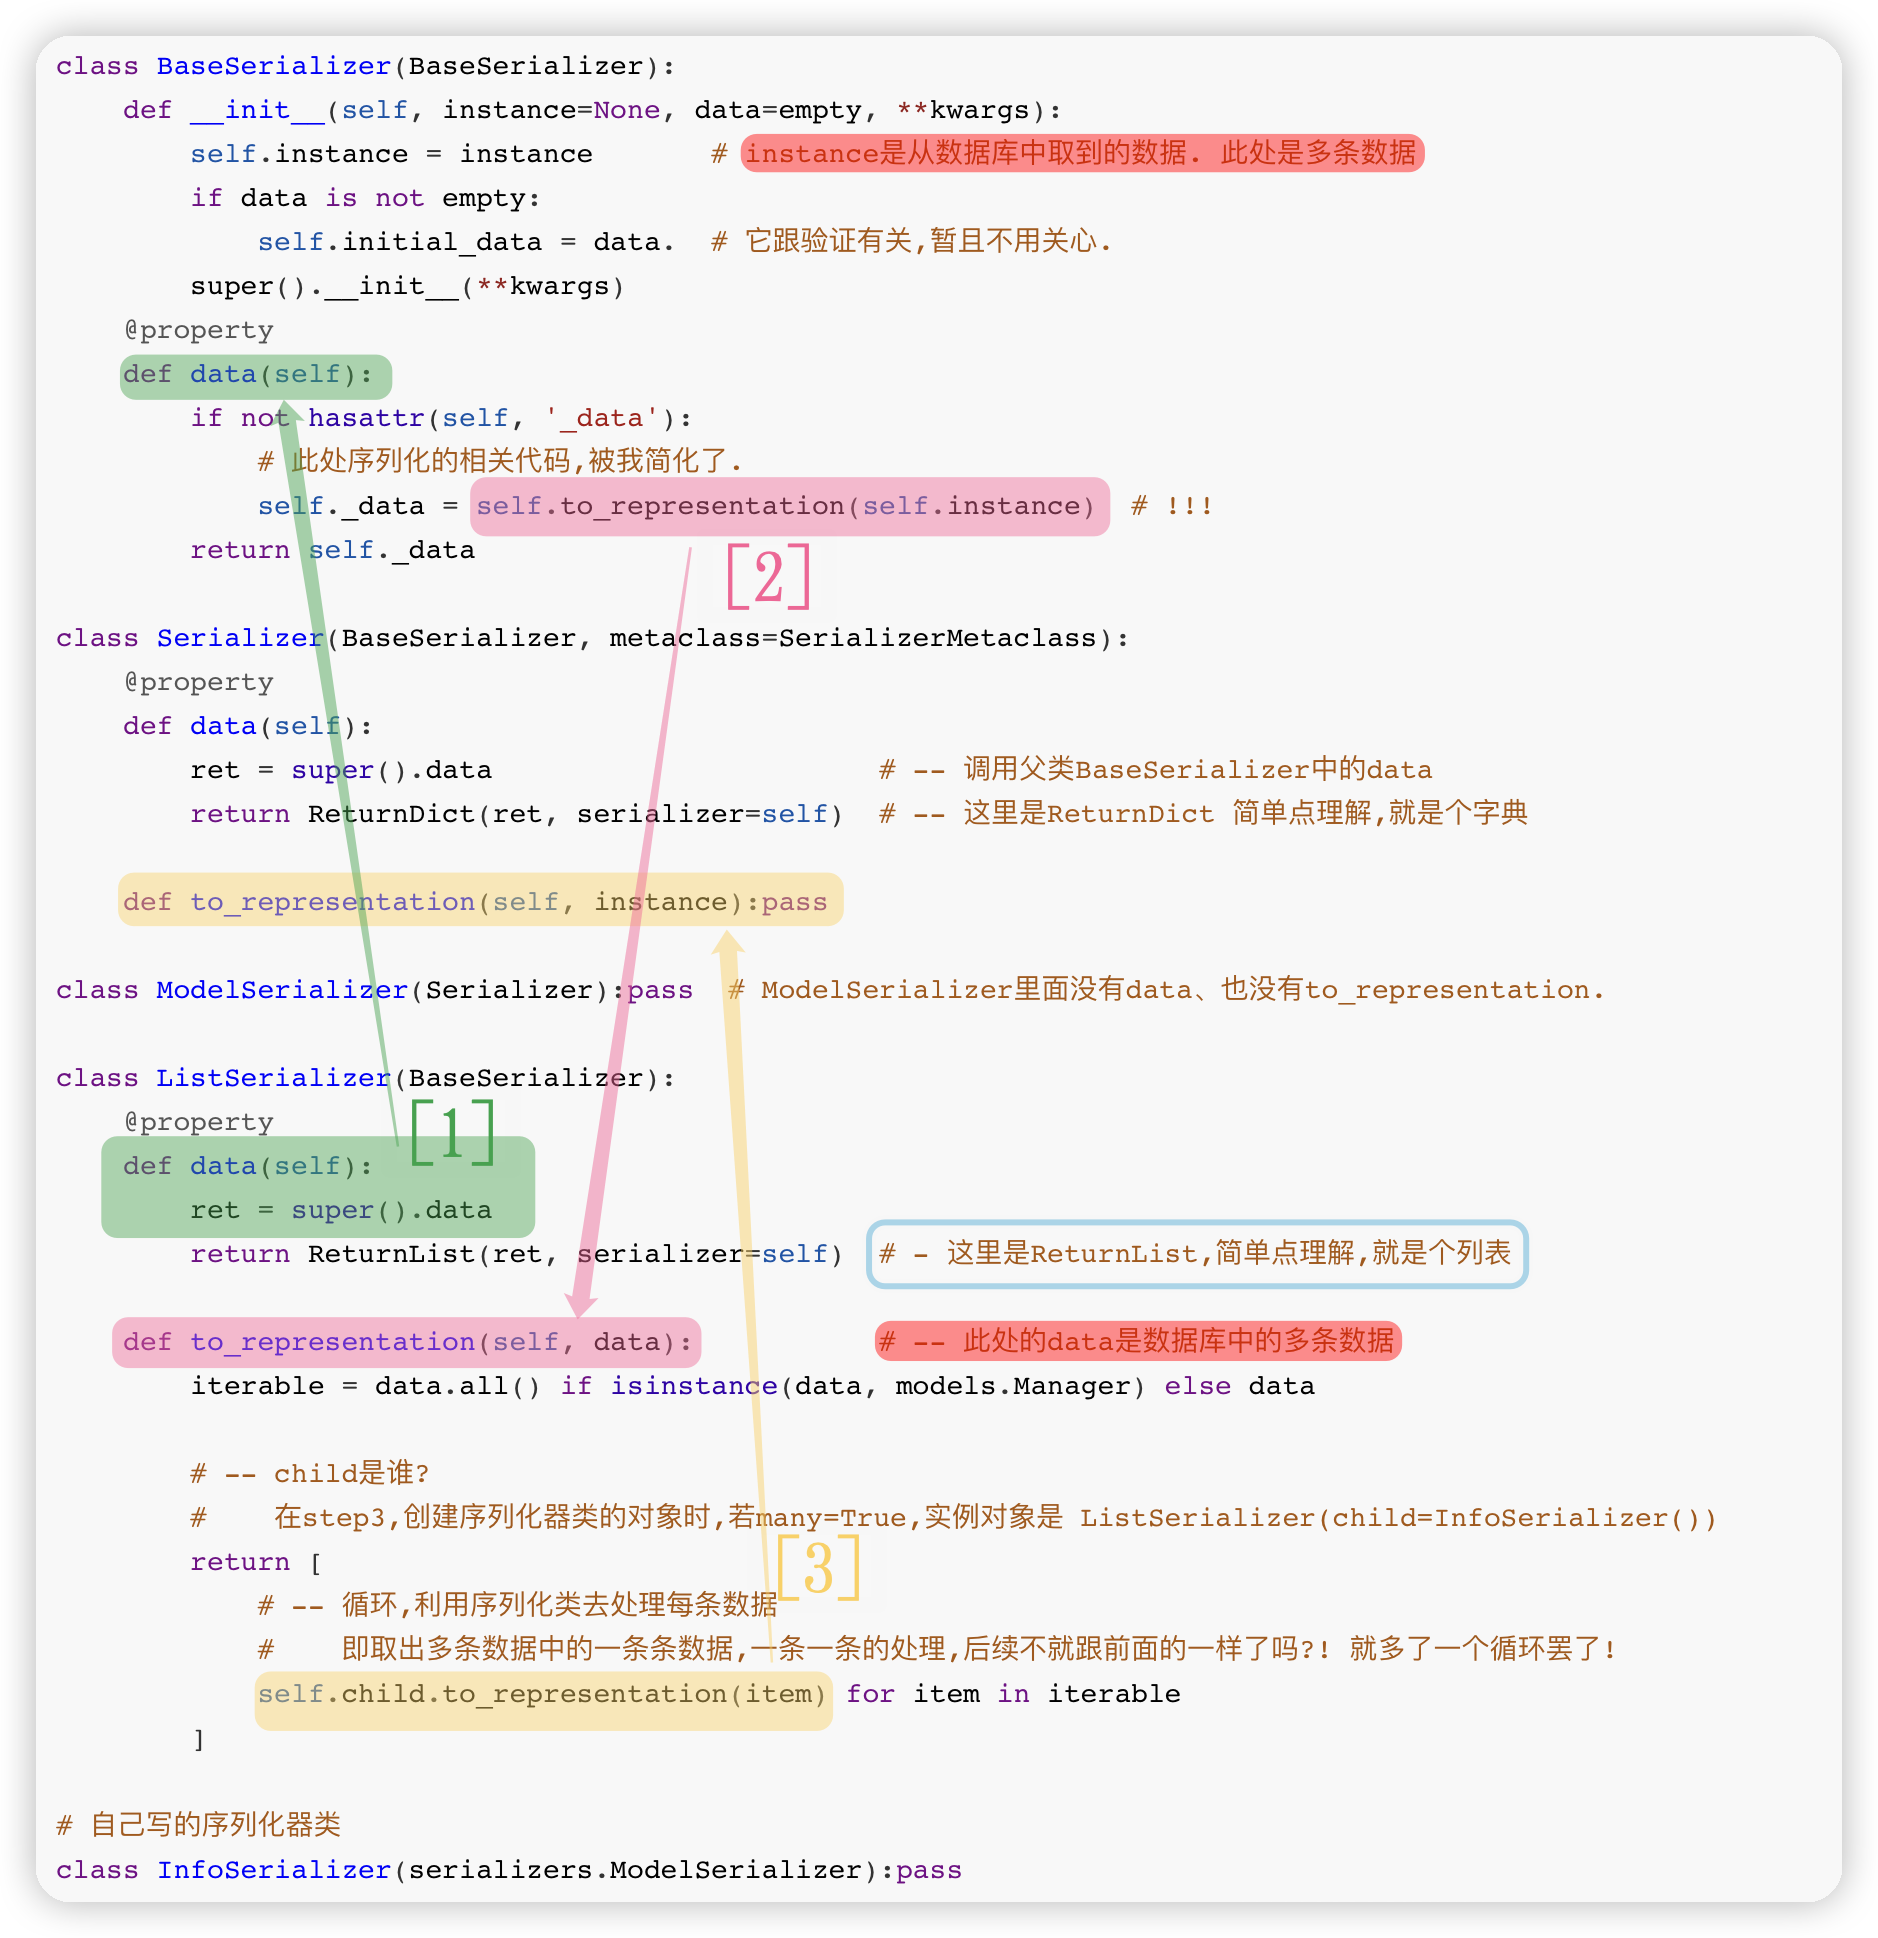 class BaseSerializer(BaseSerializer):
    def __init__(self, instance=None, data=empty, **kwargs):
        self.instance = instance       # instance是从数据库中取到的数据. 此处是多条数据
        if data is not empty:
            self.initial_data = data.  # 它跟验证有关,暂且不用关心.
        super().__init__(**kwargs)
    @property
    def data(self):
        if not hasattr(self, '_data'):
            # 此处序列化的相关代码,被我简化了.
            self._data = self.to_representation(self.instance)  # !!!
        return self._data
[2]
class Serializer(BaseSerializer, metaclass=SerializerMetaclass):
    @property
    def data(self):
        ret = super().data                       # -- 调用父类BaseSerializer中的data
        return ReturnDict(ret, serializer=self)  # -- 这里是ReturnDict 简单点理解,就是个字典
    def to_representation(self, instance):pass
class ModelSerializer(Serializer):pass  # ModelSerializer里面没有data、也没有to_representation.
class ListSerializer(BaseSerializer):
    @property
[1]
    def data(self):
        ret = super().data
        return ReturnList(ret, serializer=self)  # - 这里是ReturnList,简单点理解,就是个列表
    def to_representation(self, data):           # -- 此处的data是数据库中的多条数据
        iterable = data.all() if isinstance(data, models.Manager) else data
        # -- child是谁?
        #    在step3,创建序列化器类的对象时,若many=True,实例对象是 ListSerializer(child=InfoSerializer())
        return [
[3]
            # -- 循环,利用序列化类去处理每条数据
            #    即取出多条数据中的一条条数据,一条一条的处理,后续不就跟前面的一样了吗?! 就多了一个循环罢了!
            self.child.to_representation(item) for item in iterable
        ]
# 自己写的序列化器类
class InfoSerializer(serializers.ModelSerializer):pass